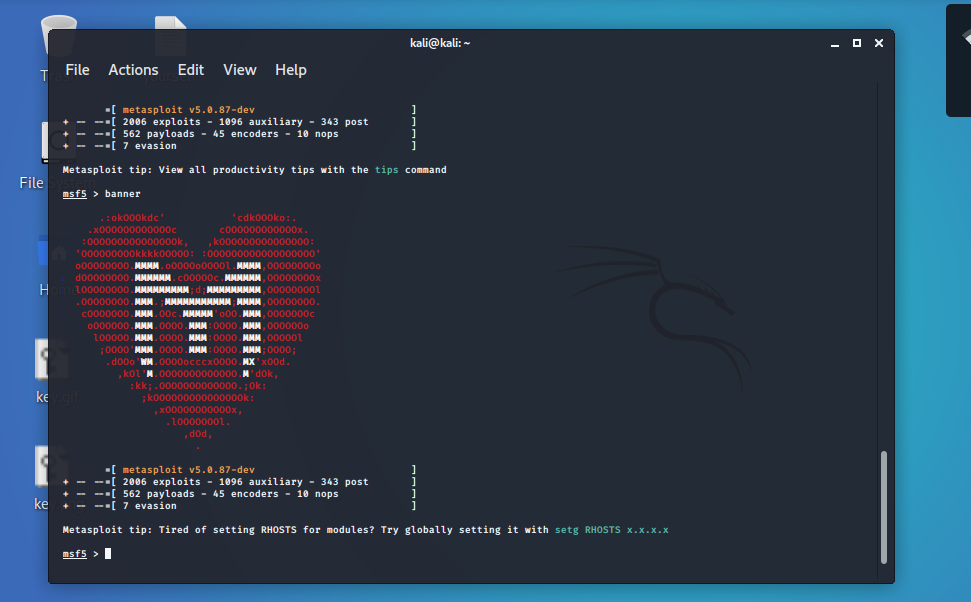 kali@kali: ~
File Actions Edit View Help
=[ metasploit v5.0.87-dev ]
+ -- --=[ 2006 exploits - 1096 auxiliary - 343 post ]
+ -- --=[ 562 payloads - 45 encoders - 10 nops ]
+ -- --=[ 7 evasion ]
Metasploit tip: View all productivity tips with the tips command
msf5 > banner
.:okOOOkdc' 'cdkOOOko:.
.xOOOOOOOOOOOOc cOOOOOOOOOOOOx.
:OOOOOOOOOOOOOOOk, ,kOOOOOOOOOOOOOOO:
'OOOOOOOOOkkkkOOOOO: :OOOOOOOOOOOOOOOOOO'
oOOOOOOOO.MMMM.oOOOOoOOOOl.MMMM,OOOOOOOOo
dOOOOOOOO.MMMMMM.cOOOOOc.MMMMMM,OOOOOOOOx
lOOOOOOOO.MMMMMMMMM;d;MMMMMMMMM,OOOOOOOOl
.OOOOOOOO.MMM.;MMMMMMMMMMM;MMMM,OOOOOOOO.
cOOOOOOO.MMM.OOc.MMMMM'oOO.MMM,OOOOOOOc
oOOOOOO.MMM.OOOO.MMM:OOOO.MMM,OOOOOOo
lOOOOO.MMM.OOOO.MMM:OOOO.MMM,OOOOOl
;OOOO'MMM.OOOO.MMM:OOOO.MMM;OOOO;
.dOOo'WM.OOOOocccxOOOO.MX'xOOd.
,kOl'M.OOOOOOOOOOOOO.M'dOk,
:kk;.OOOOOOOOOOOOO.;Ok:
;kOOOOOOOOOOOOOOOk:
,xOOOOOOOOOOOx,
.lOOOOOOOl.
,dOd,
.
=[ metasploit v5.0.87-dev ]
+ -- --=[ 2006 exploits - 1096 auxiliary - 343 post ]
+ -- --=[ 562 payloads - 45 encoders - 10 nops ]
+ -- --=[ 7 evasion ]
Metasploit tip: Tired of setting RHOSTS for modules? Try globally setting it with setg RHOSTS x.x.x.x
msf5 >
File